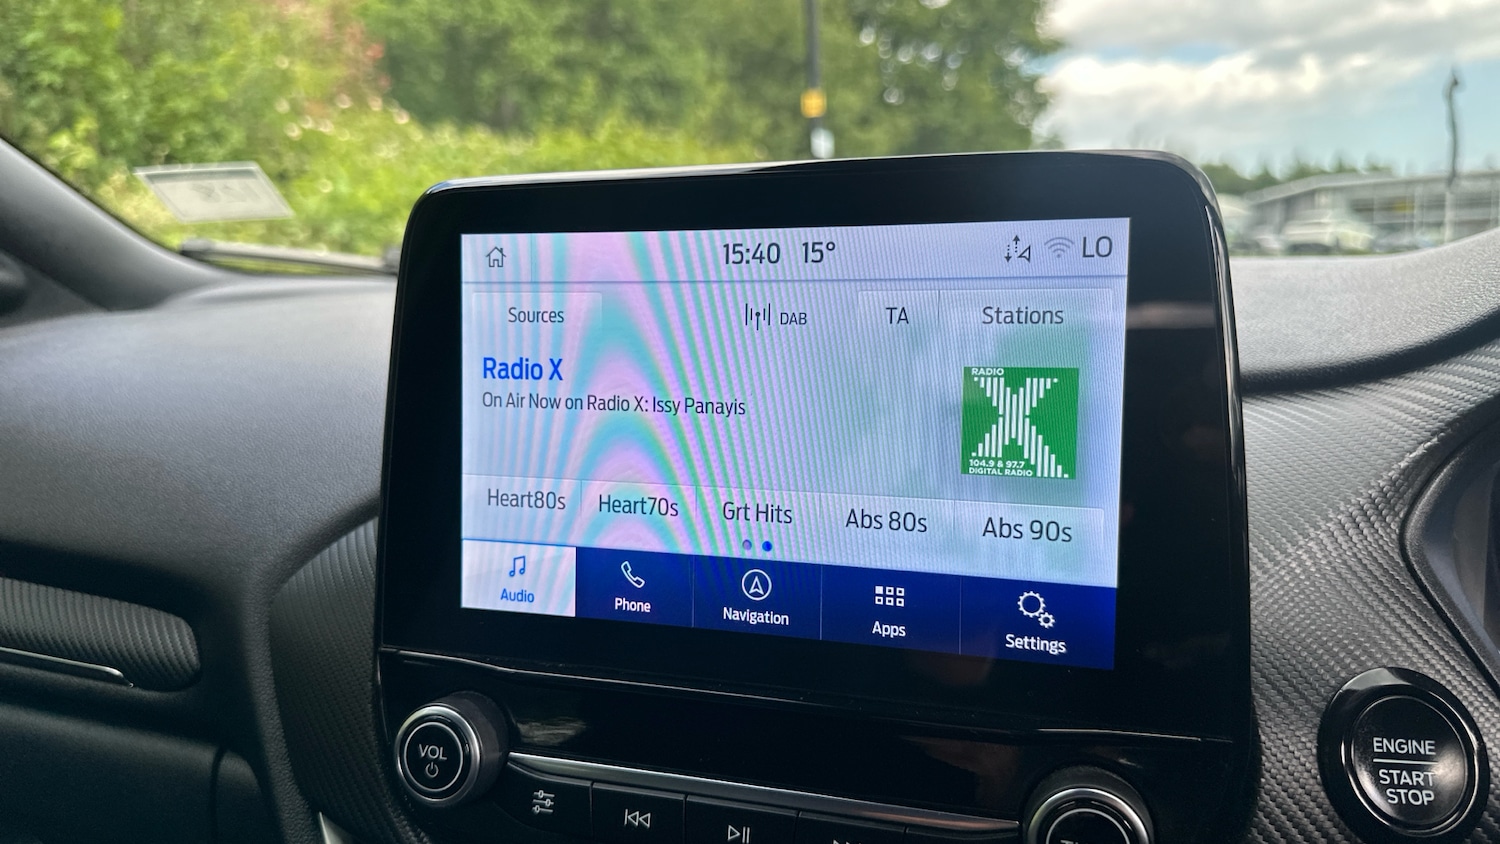 15:40 15° LO
Sources DAB TA Stations
Radio X
On Air Now on Radio X: Issy Panayis
RADIO
X
104.9 & 97.7
DIGITAL RADIO
Heart80s Heart70s Grt Hits Abs 80s Abs 90s
Audio Phone Navigation Apps Settings
VOL
ENGINE
START
STOP